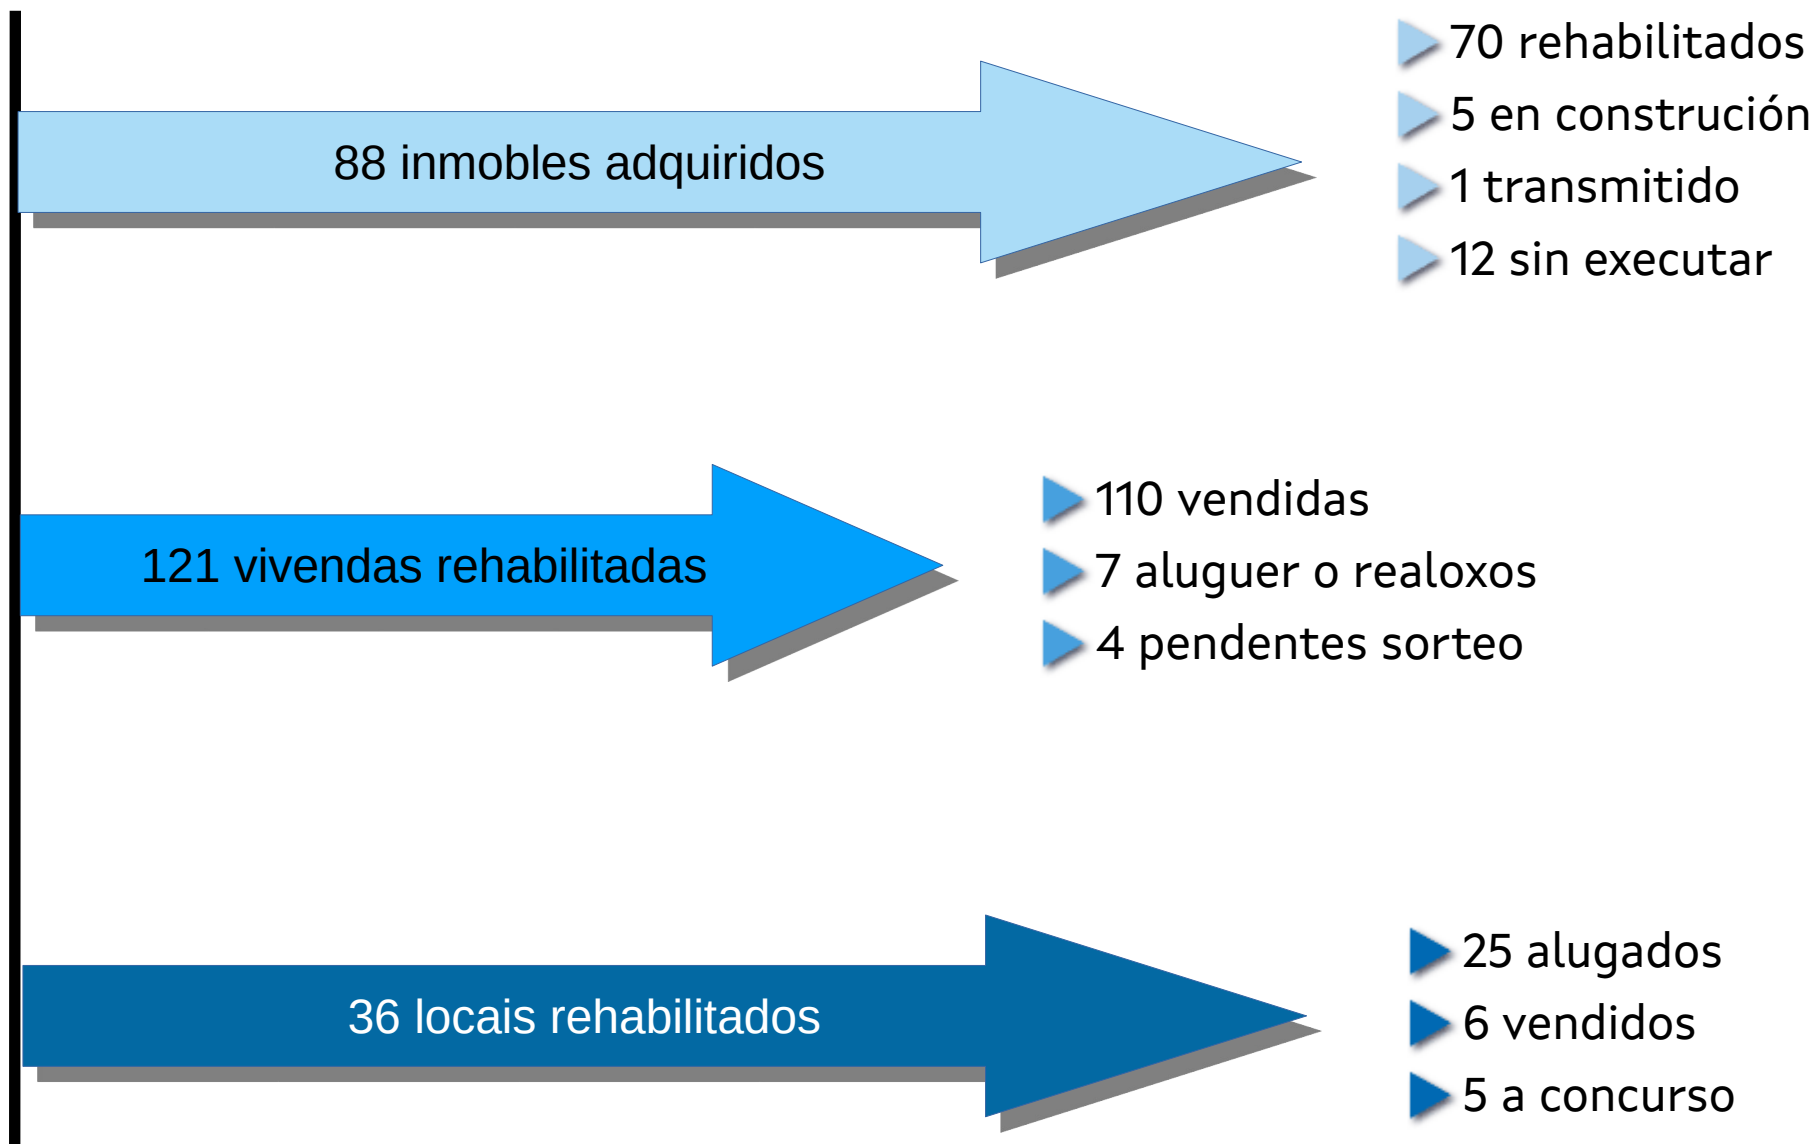 88 inmobles adquiridos
70 rehabilitados
5 en construción
1 transmitido
12 sin executar
121 vivendas rehabilitadas
110 vendidas
7 aluguer o realoxos
4 pendentes sorteo
36 locais rehabilitados
25 alugados
6 vendidos
5 a concurso